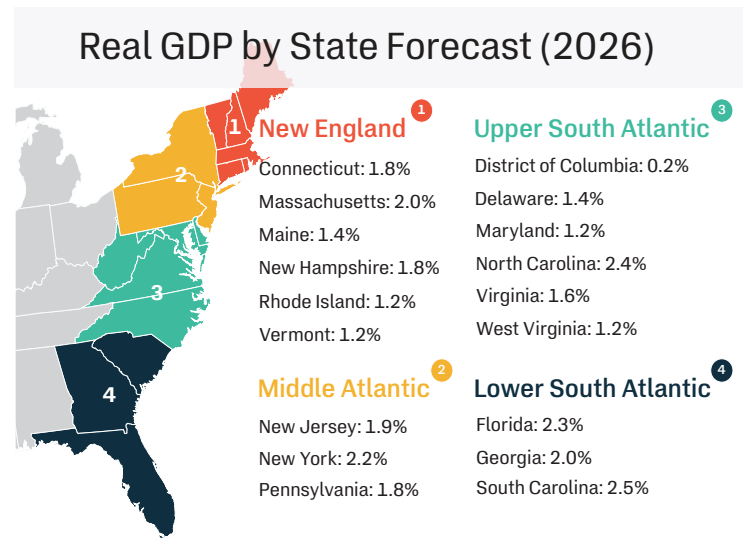 Real GDP by State Forecast (2026)
1
2
3
4
New England 1
Connecticut: 1.8%
Massachusetts: 2.0%
Maine: 1.4%
New Hampshire: 1.8%
Rhode Island: 1.2%
Vermont: 1.2%
Middle Atlantic 2
New Jersey: 1.9%
New York: 2.2%
Pennsylvania: 1.8%
Upper South Atlantic 3
District of Columbia: 0.2%
Delaware: 1.4%
Maryland: 1.2%
North Carolina: 2.4%
Virginia: 1.6%
West Virginia: 1.2%
Lower South Atlantic 4
Florida: 2.3%
Georgia: 2.0%
South Carolina: 2.5%